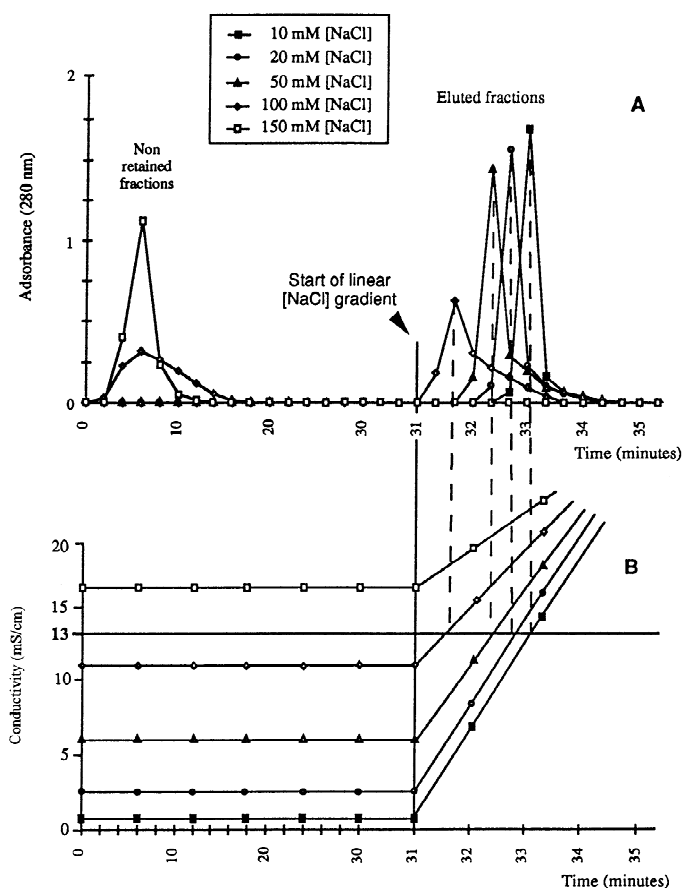 10 mM [NaCl]
20 mM [NaCl]
50 mM [NaCl]
100 mM [NaCl]
150 mM [NaCl]
A
Eluted fractions
Non
retained
fractions
Start of linear
[NaCl] gradient
Adsorbance (280 nm)
2
1
0
0
10
20
30
31
32
33
34
35
Time (minutes)
B
Conductivity (mS/cm)
20
15
13
10
5
0
0
10
20
30
31
32
33
34
35
Time (minutes)